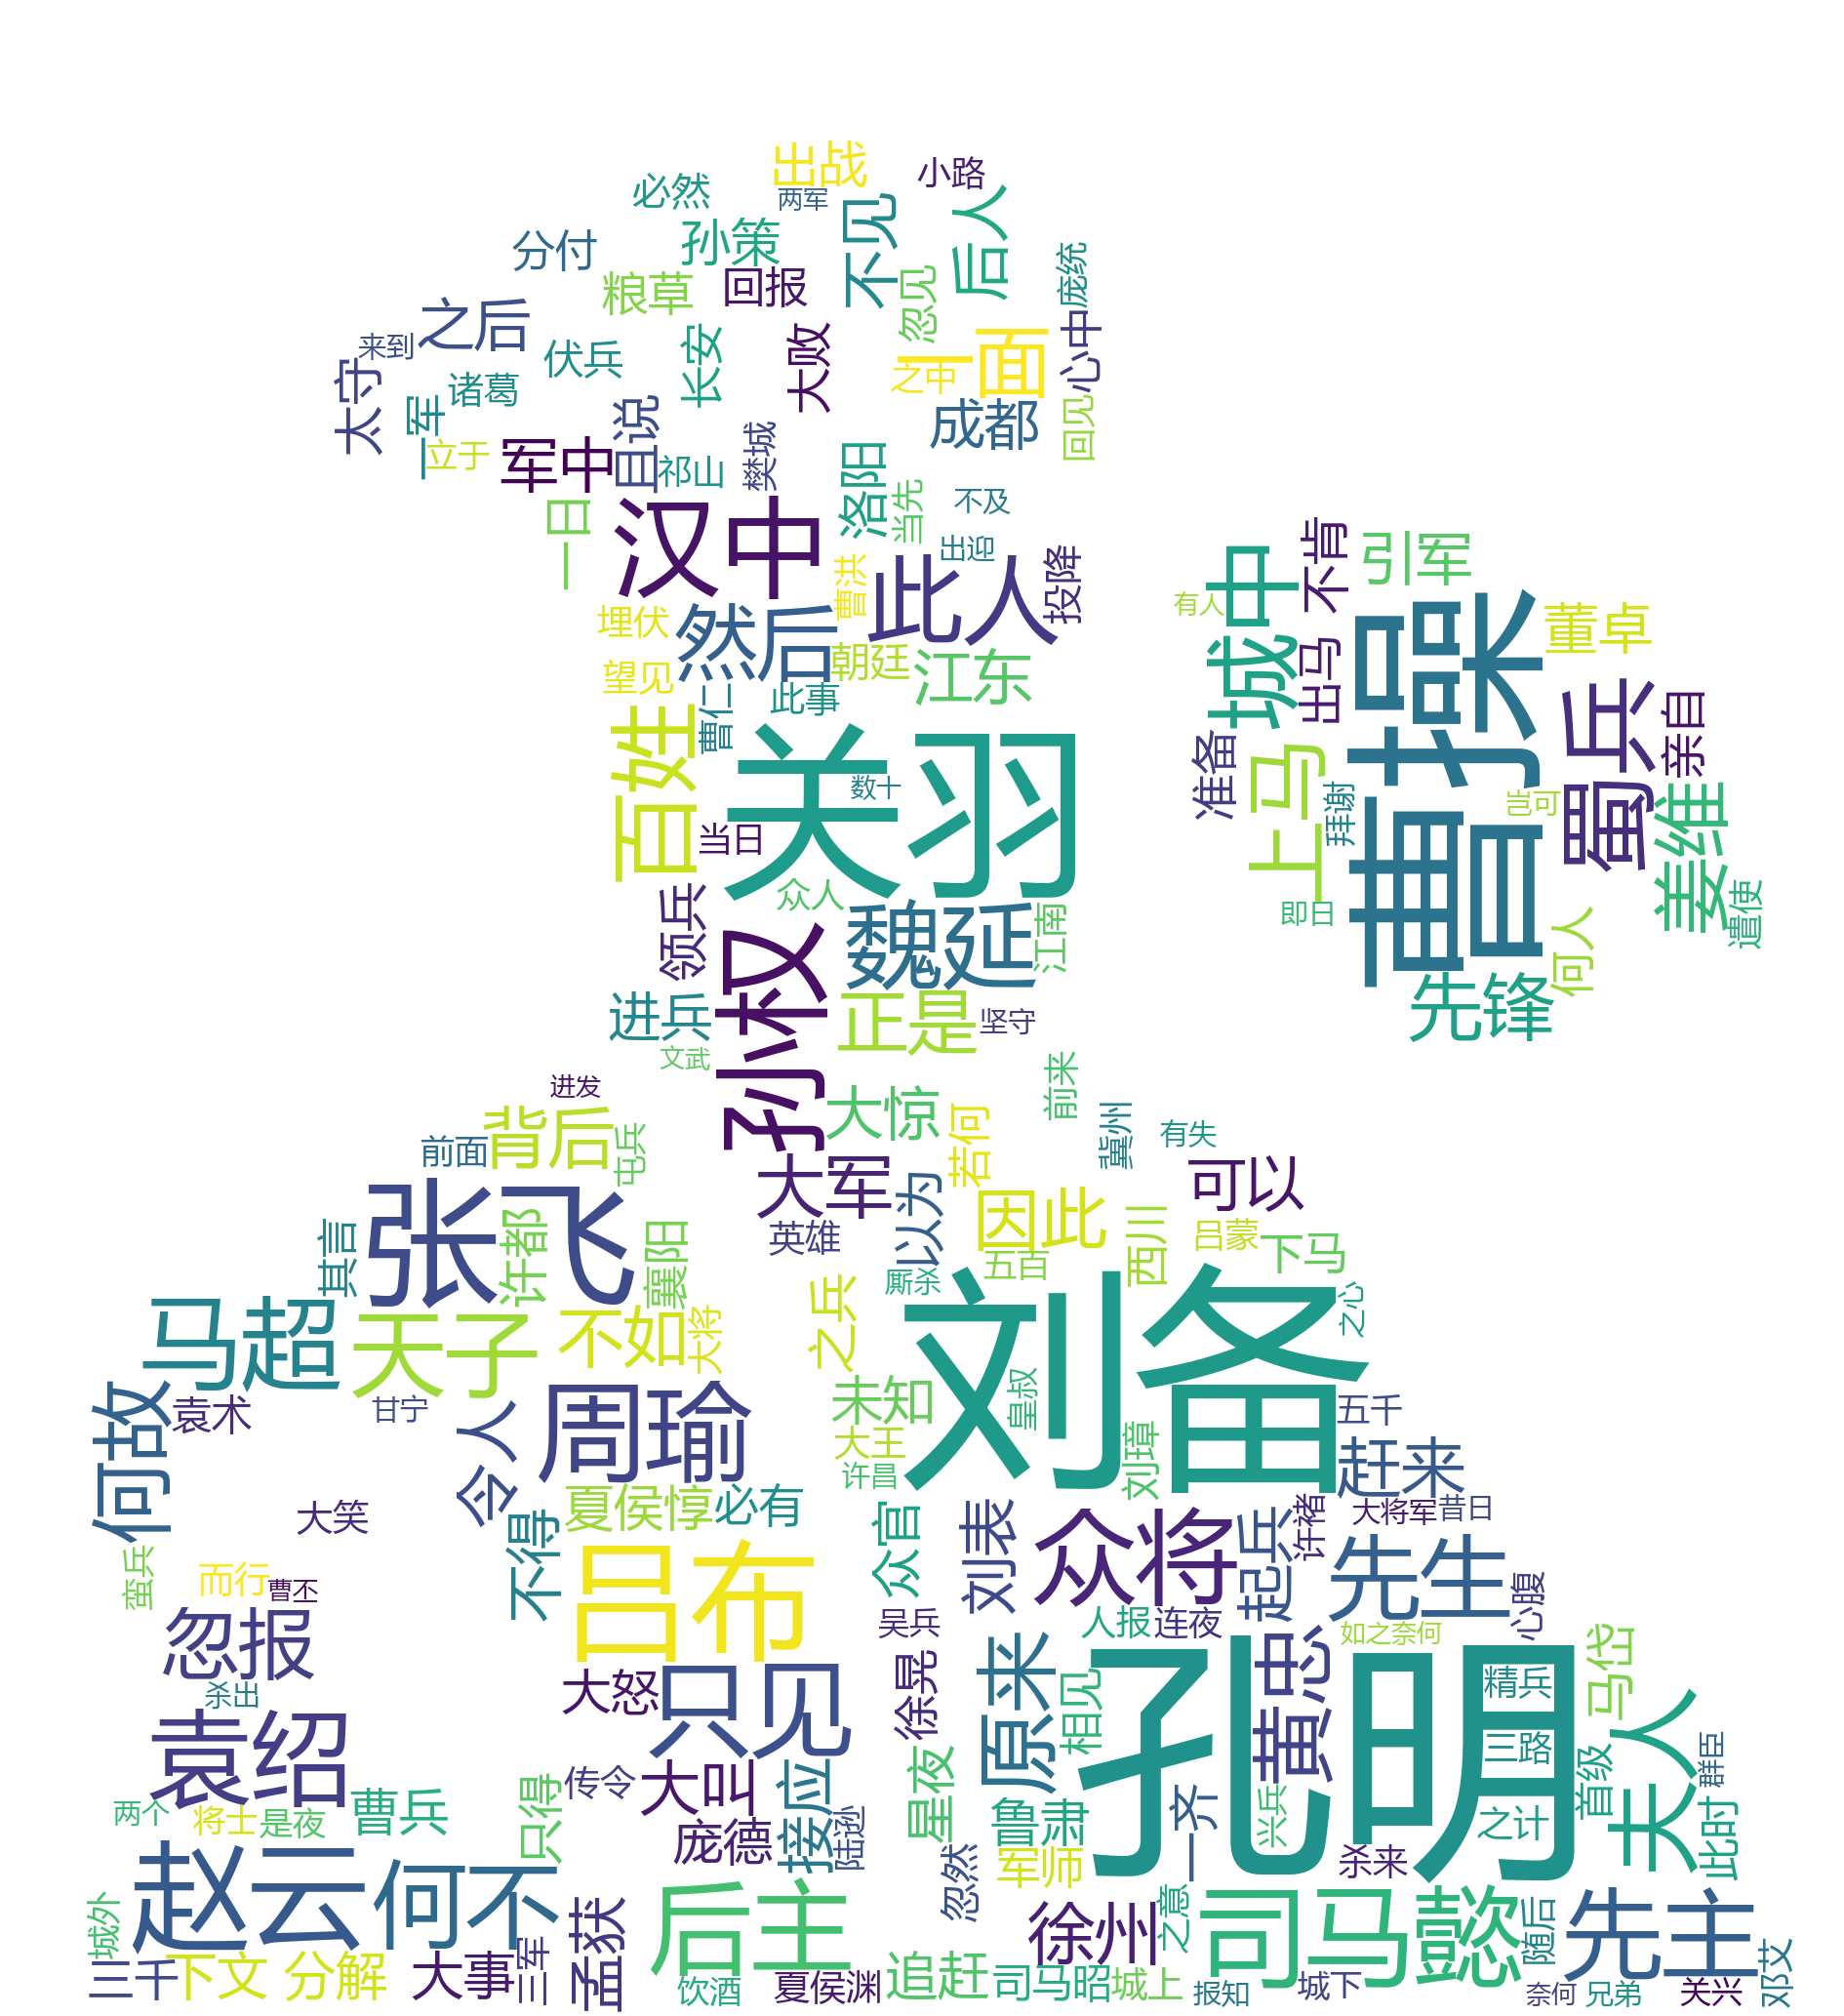 出战
小路
必然
两军
不见
后人
孙策
分付
庞统
忽见
回报
粮草
之后
来到
伏兵
长安
大败
一面
心中
之中
太守
诸葛
一军
且说
成都
回见
立于
军中
祁山
樊城
洛阳
当先
不及
一日
汉中
出迎
曹洪
此人
投降
城中
不肯
引军
有人
曹操
董卓
埋伏
然后
朝廷
江东
出马
望见
此事
曹仁
百姓
关羽
数十
当日
众人
蜀兵
亲自
准备
上马
拜谢
岂可
姜维
遣使
即日
何人
先锋
领兵
孙权
魏延
江南
进兵
正是
坚守
文武
进发
前来
大惊
背后
前面
屯兵
若何
冀州
有失
大军
可以
张飞
其言
许都
襄阳
英雄
以为
因此
西川
吕蒙
下马
五百
厮杀
之兵
刘备
之心
马超
天子
不如
大将
皇叔
未知
大王
许昌
刘璋
五千
赶来
何故
袁术
甘宁
令人
周瑜
夏侯惇
必有
大笑
不得
众官
刘表
众将
起兵
许褚
大将军
昔日
先生
心腹
蛮兵
而行
曹丕
吕布
吴兵
人报
连夜
如之奈何
忽报
杀出
大怒
只见
徐晃
原来
相见
孔明
黄忠
精兵
马岱
三路
夫人
首级
群臣
袁绍
两个
将士
是夜
曹兵
只得
传令
大叫
接应
庞德
陆逊
星夜
鲁肃
一齐
兴兵
之计
此时
军师
忽然
杀来
赵云
何不
城外
孟获
后主
徐州
之意
司马懿
随后
先主
邓艾
三千
下文
分解
大事
三军
饮酒
夏侯渊
追赶
司马昭
城上
报知
城下
奈何
兄弟
关兴